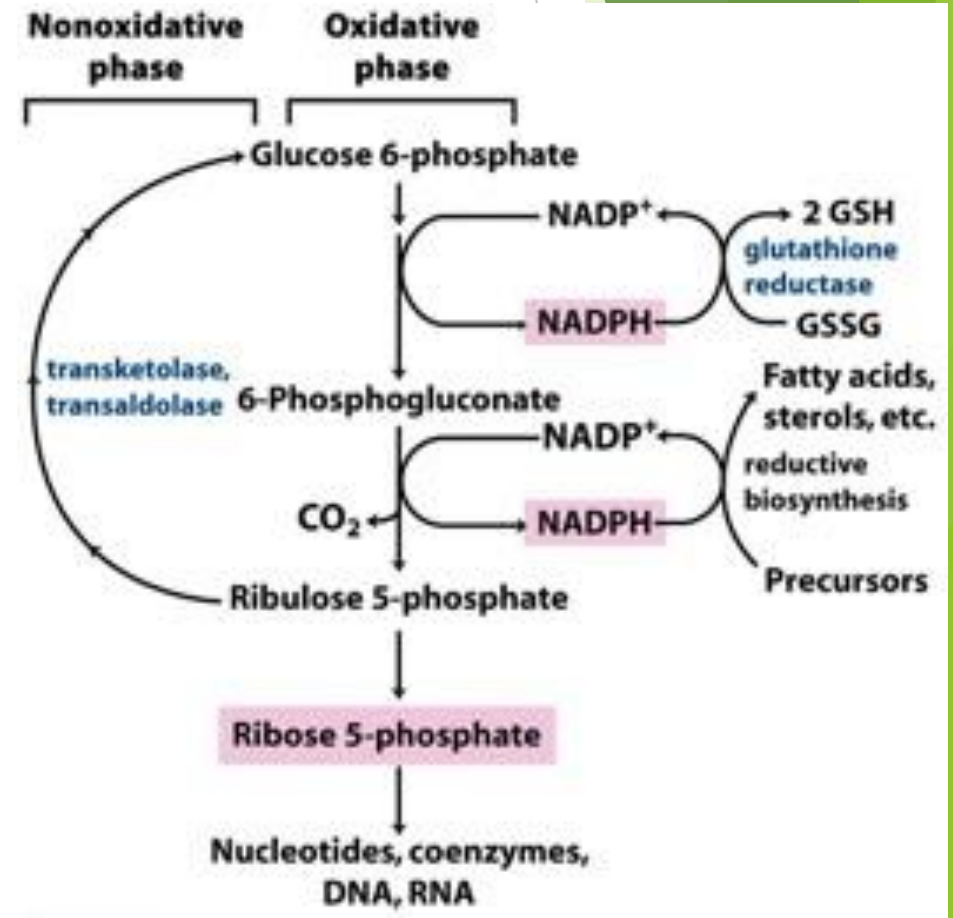 Nonoxidative
phase
Oxidative
phase
Glucose 6-phosphate
NADP+
2 GSH
glutathione
reductase
NADPH
GSSG
transketolase,
transaldolase
6-Phosphogluconate
Fatty acids,
sterols, etc.
NADP+
reductive
biosynthesis
CO2
NADPH
Precursors
Ribulose 5-phosphate
Ribose 5-phosphate
Nucleotides, coenzymes,
DNA, RNA